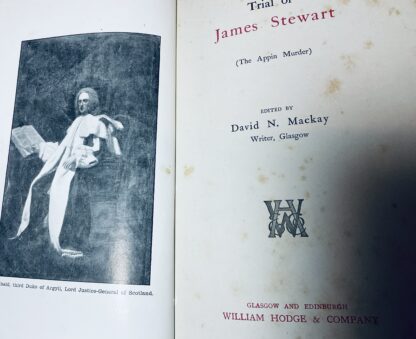 Trial of
James Stewart
(The Appin Murder)
EDITED BY
David N. Mackay
Writer, Glasgow
GLASGOW AND EDINBURGH
WILLIAM HODGE & COMPANY
third Duke of Argyll, Lord Justice-General of Scotland.